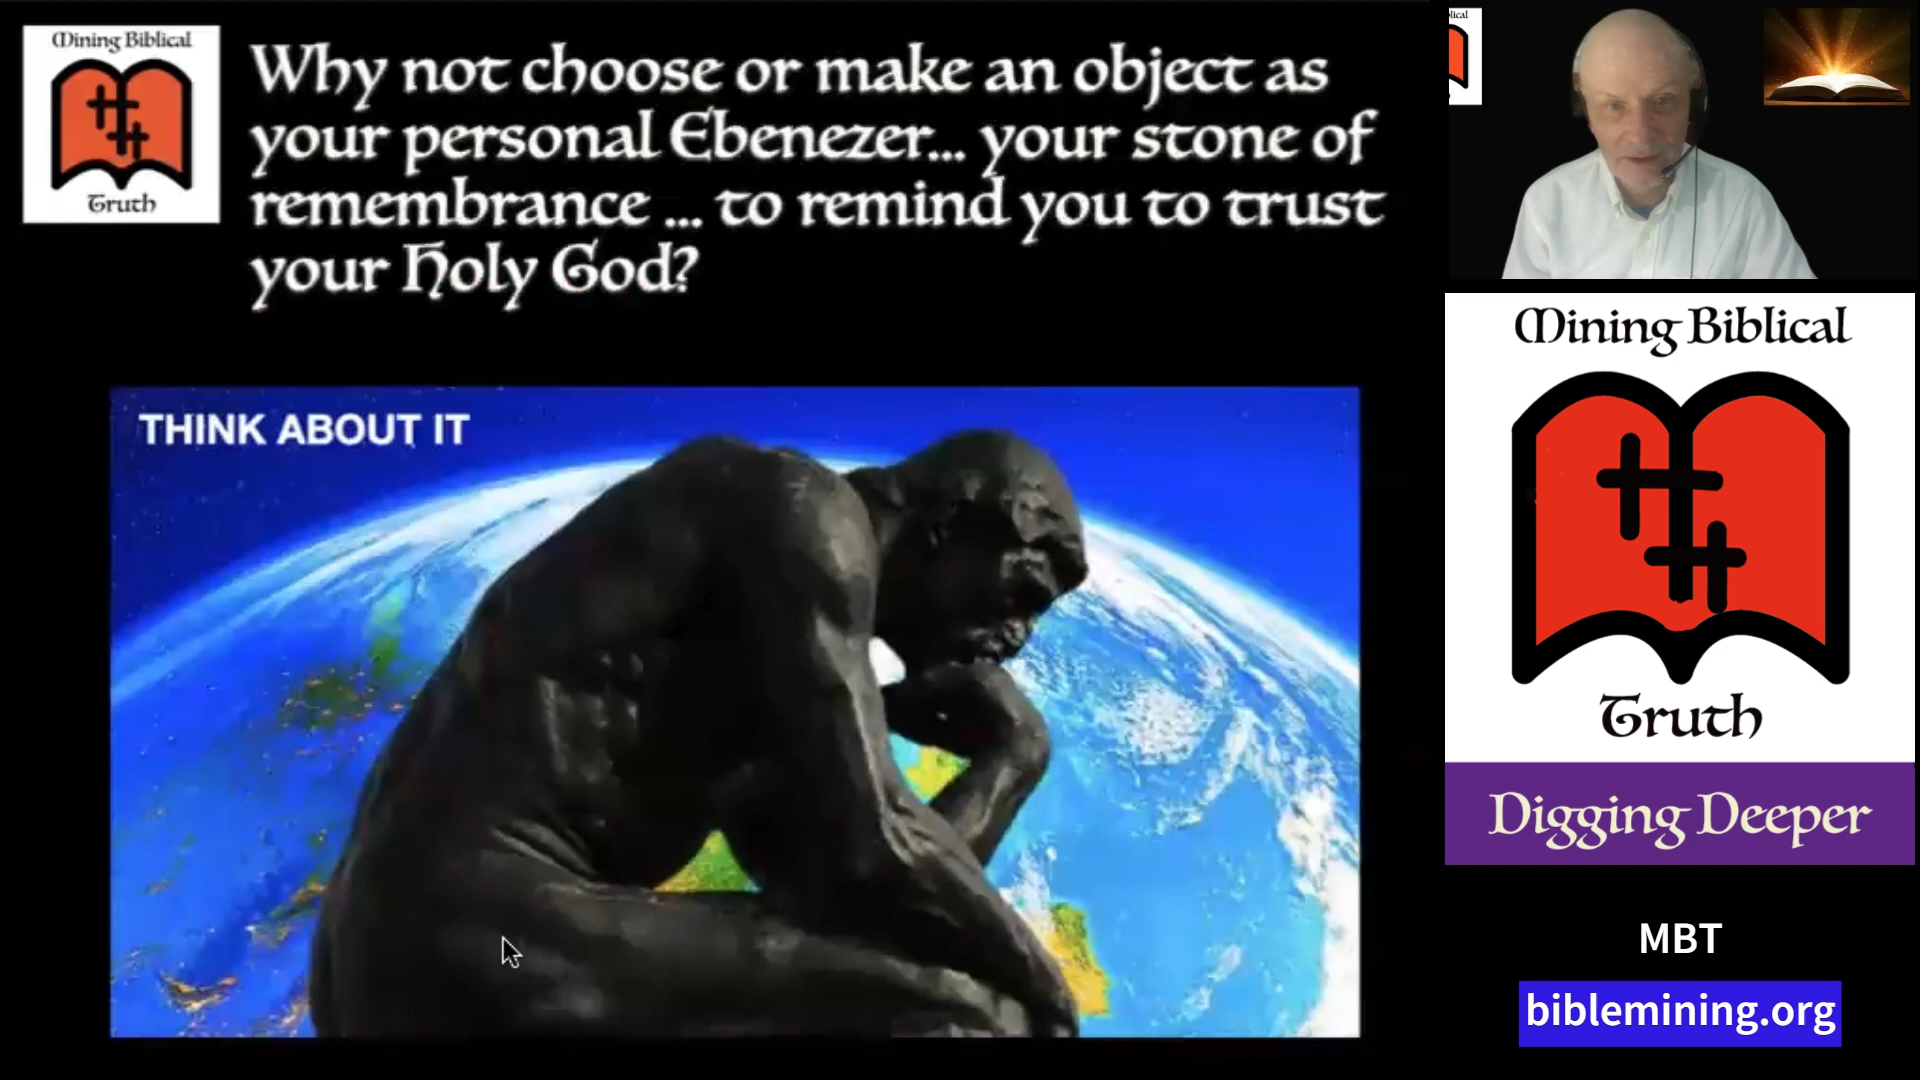 Mining Biblical
Truth
Why not choose or make an object as
your personal Ebenezer... your stone of
remembrance ... to remind you to trust
your Holy God?
THINK ABOUT IT
Mining Biblical
Truth
Digging Deeper
MBT
biblemining.org